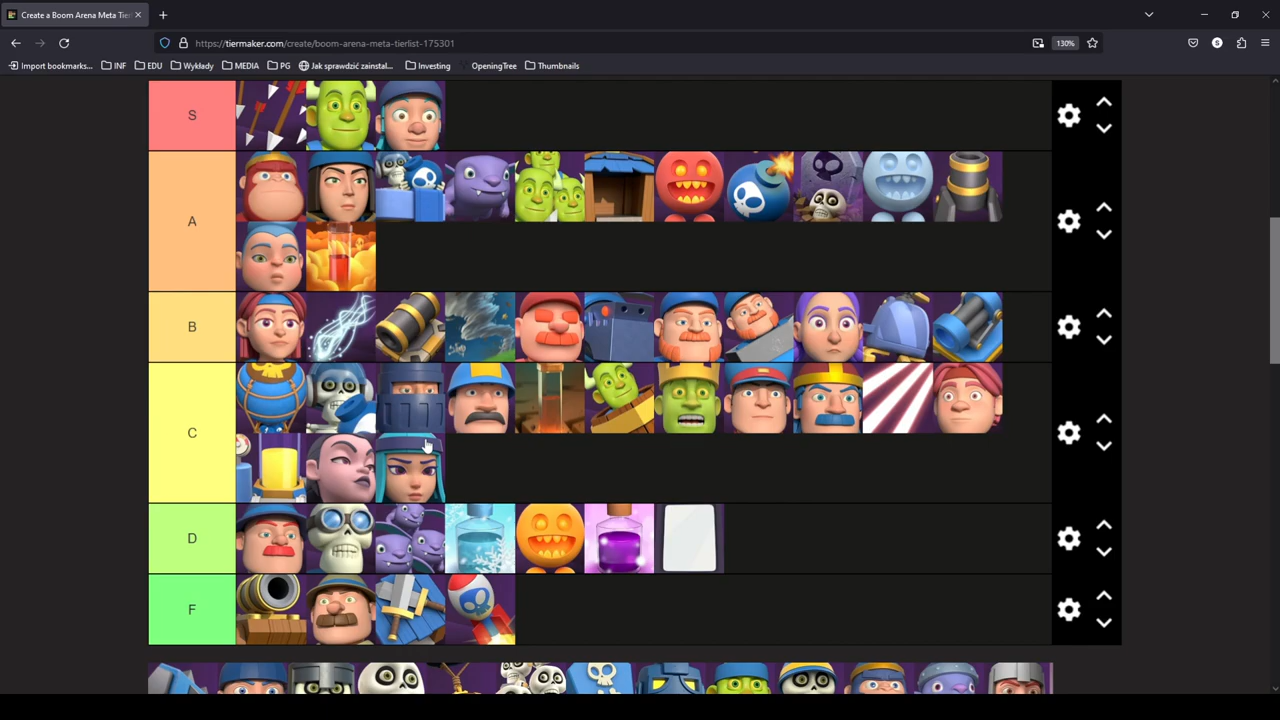 Create a Boom Arena Meta Tier
https://tiermaker.com/create/boom-arena-meta-tierlist-175301
130%
S
Import bookmarks...
INF
EDU
Wykłady
MEDIA
PG
Jak sprawdzić zainstal...
Investing
OpeningTree
Thumbnails
S
A
B
C
D
F